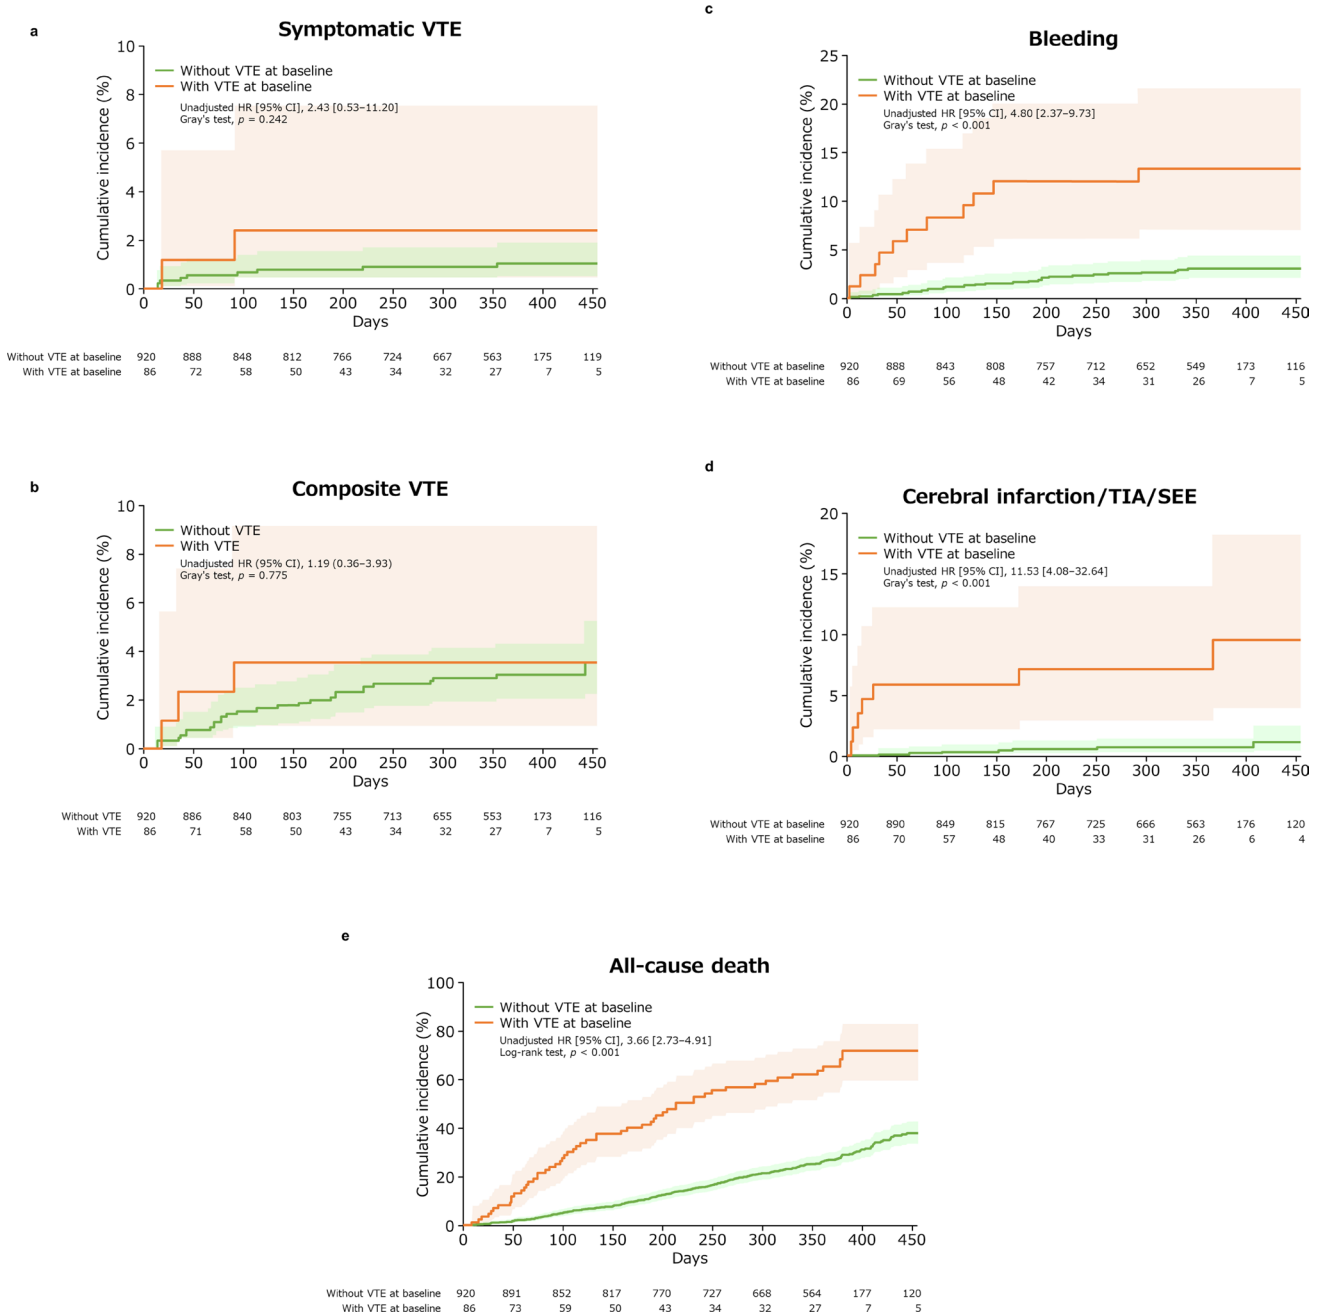 a
Symptomatic VTE
Cumulative incidence (%)
10
8
6
4
2
0
Without VTE at baseline
With VTE at baseline
Unadjusted HR [95% CI], 2.43 [0.53–11.20]
Gray's test, p = 0.242
0 50 100 150 200 250 300 350 400 450
Days
Without VTE at baseline 920 888 848 812 766 724 667 563 175 119
With VTE at baseline 86 72 58 50 43 34 32 27 7 5
b
Composite VTE
Cumulative incidence (%)
10
8
6
4
2
0
Without VTE
With VTE
Unadjusted HR (95% CI), 1.19 (0.36–3.93)
Gray's test, p = 0.775
0 50 100 150 200 250 300 350 400 450
Days
Without VTE 920 886 840 803 755 713 655 553 173 116
With VTE 86 71 58 50 43 34 32 27 7 5
c
Bleeding
Cumulative incidence (%)
25
20
15
10
5
0
Without VTE at baseline
With VTE at baseline
Unadjusted HR [95% CI], 4.80 [2.37–9.73]
Gray's test, p < 0.001
0 50 100 150 200 250 300 350 400 450
Days
Without VTE at baseline 920 888 843 808 757 712 652 549 173 116
With VTE at baseline 86 69 56 48 42 34 31 26 7 5
d
Cerebral infarction/TIA/SEE
Cumulative incidence (%)
20
15
10
5
0
Without VTE at baseline
With VTE at baseline
Unadjusted HR [95% CI], 11.53 [4.08–32.64]
Gray's test, p < 0.001
0 50 100 150 200 250 300 350 400 450
Days
Without VTE at baseline 920 890 849 815 767 725 666 563 176 120
With VTE at baseline 86 70 57 48 40 33 31 26 6 4
e
All-cause death
Cumulative incidence (%)
100
80
60
40
20
0
Without VTE at baseline
With VTE at baseline
Unadjusted HR [95% CI], 3.66 [2.73–4.91]
Log-rank test, p < 0.001
0 50 100 150 200 250 300 350 400 450
Days
Without VTE at baseline 920 891 852 817 770 727 668 564 177 120
With VTE at baseline 86 73 59 50 43 34 32 27 7 5